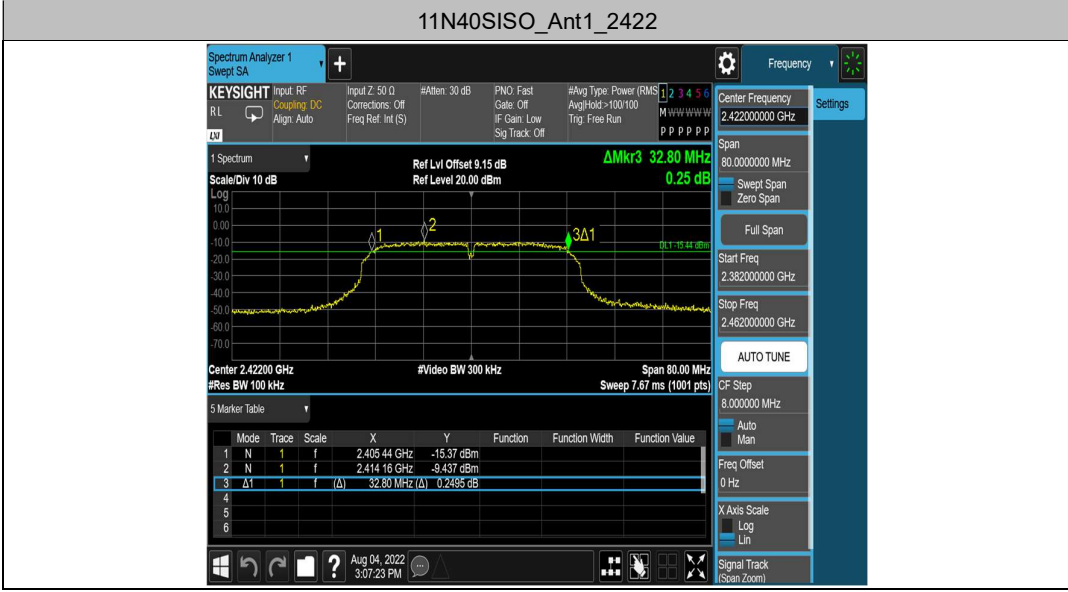 11N40SISO_Ant1_2422
Spectrum Analyzer 1
Swept SA
+
Frequency
KEYSIGHT
RL
LXI
Input: RF
Coupling: DC
Align: Auto
Input Z: 50 Ω
Corrections: Off
Freq Ref: Int (S)
#Atten: 30 dB
PNO: Fast
Gate: Off
IF Gain: Low
Sig Track: Off
#Avg Type: Power (RMS
Avg|Hold:>100/100
Trig: Free Run
1 2 3 4 5 6
M W W W W W
P P P P P P
1 Spectrum
Scale/Div 10 dB
Ref Lvl Offset 9.15 dB
Ref Level 20.00 dBm
ΔMkr3 32.80 MHz
0.25 dB
Log
10.0
0.00
-10.0
-20.0
-30.0
-40.0
-50.0
-60.0
-70.0
1
2
3Δ1
DL1 -15.44 dBm
Center 2.42200 GHz
#Res BW 100 kHz
#Video BW 300 kHz
Span 80.00 MHz
Sweep 7.67 ms (1001 pts)
5 Marker Table
Mode Trace Scale X Y Function Function Width Function Value
1 N 1 f 2.405 44 GHz -15.37 dBm
2 N 1 f 2.414 16 GHz -9.437 dBm
3 Δ1 1 f (Δ) 32.80 MHz (Δ) 0.2495 dB
4
5
6
?
Aug 04, 2022
3:07:23 PM
Center Frequency
2.422000000 GHz
Settings
Span
80.0000000 MHz
Swept Span
Zero Span
Full Span
Start Freq
2.382000000 GHz
Stop Freq
2.462000000 GHz
AUTO TUNE
CF Step
8.000000 MHz
Auto
Man
Freq Offset
0 Hz
X Axis Scale
Log
Lin
Signal Track
(Span Zoom)